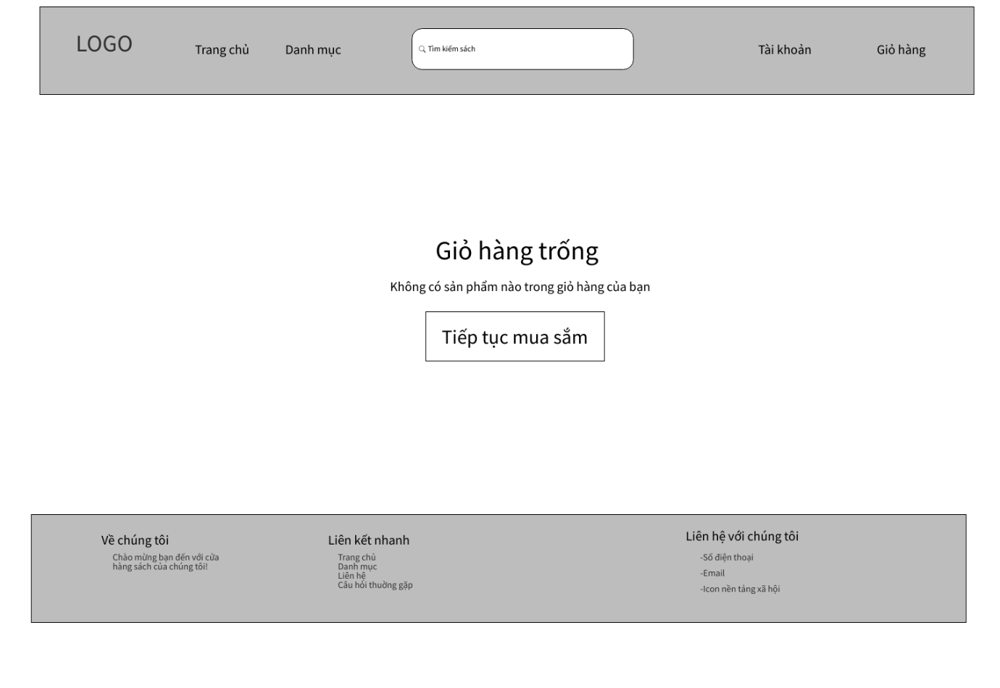 LOGO
Trang chủ
Danh mục
Tìm kiếm sách
Tài khoản
Giỏ hàng
Giỏ hàng trống
Không có sản phẩm nào trong giỏ hàng của bạn
Tiếp tục mua sắm
Về chúng tôi
Chào mừng bạn đến với cửa
hàng sách của chúng tôi!
Liên kết nhanh
Trang chủ
Danh mục
Liên hệ
Câu hỏi thường gặp
Liên hệ với chúng tôi
-Số điện thoại
-Email
-Icon nền tảng xã hội